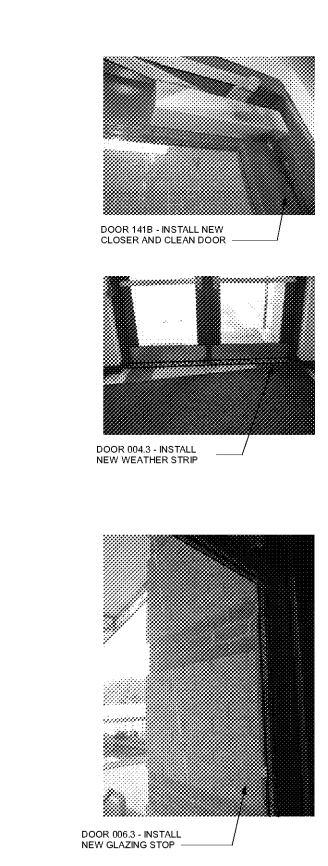 DOOR 141B - INSTALL NEW
CLOSER AND CLEAN DOOR
DOOR 004.3 - INSTALL
NEW WEATHER STRIP
DOOR 006.3 - INSTALL
NEW GLAZING STOP